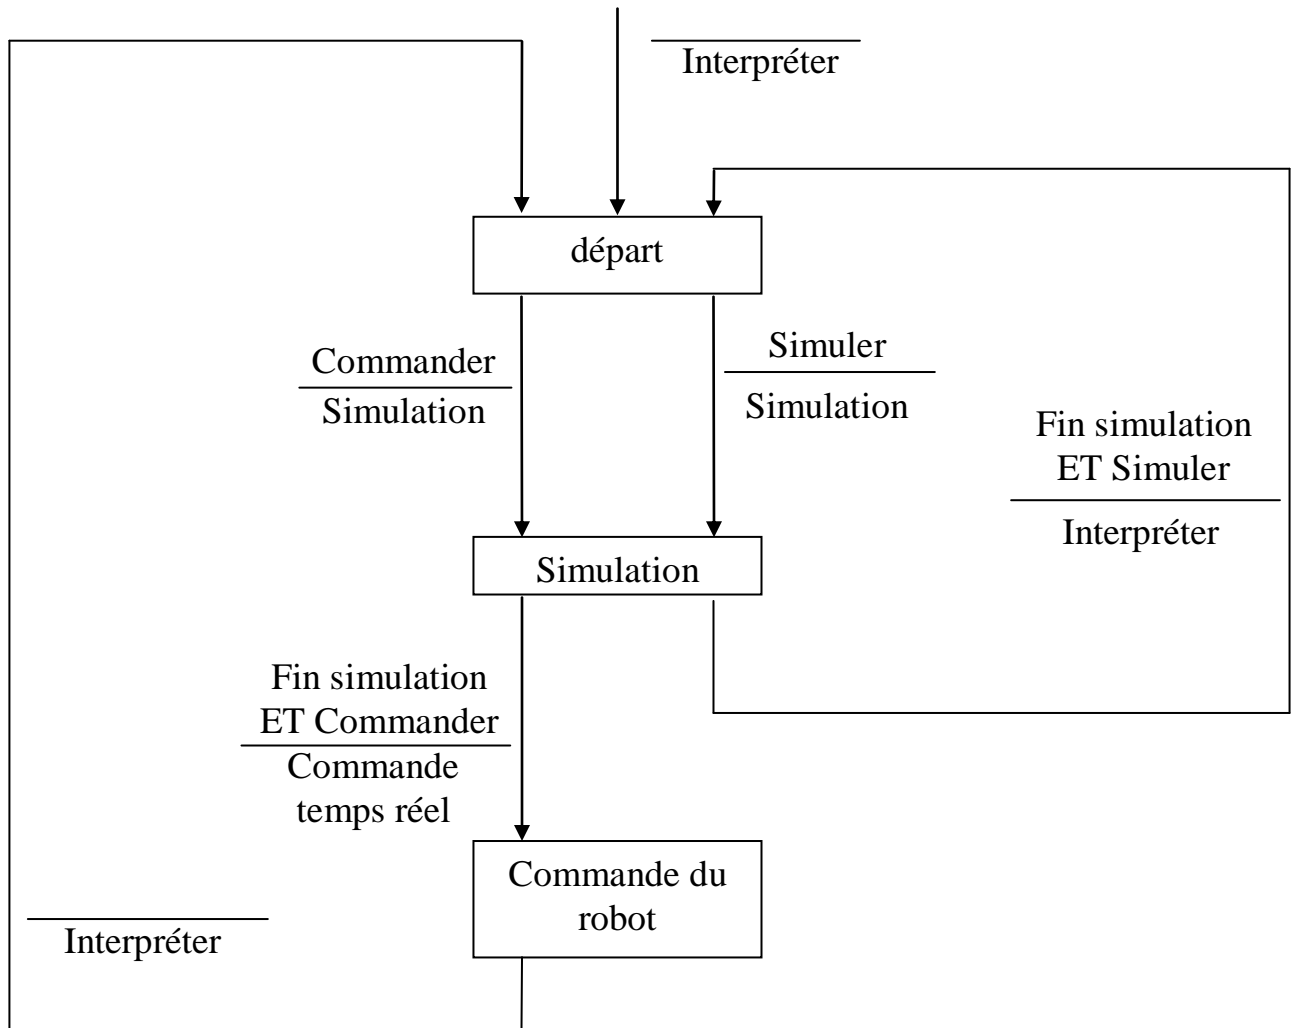 Interpréter
départ
Commander
Simulation
Simuler
Simulation
Fin simulation
ET Simuler
Interpréter
Simulation
Fin simulation
ET Commander
Commande
temps réel
Commande du
robot
Interpréter